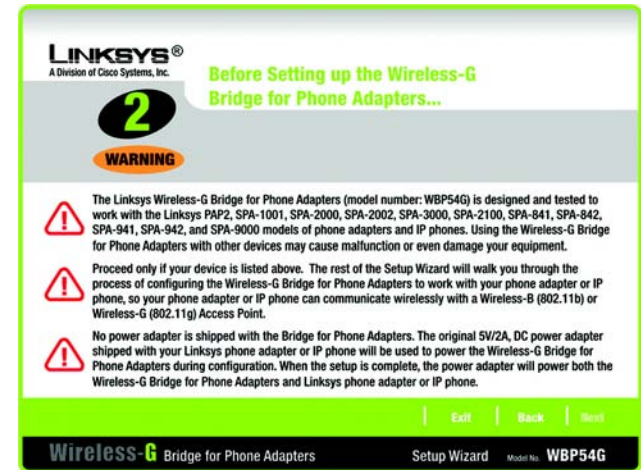 LINKSYS®
A Division of Cisco Systems, Inc.
Before Setting up the Wireless-G
Bridge for Phone Adapters...
2
WARNING
The Linksys Wireless-G Bridge for Phone Adapters (model number: WBP54G) is designed and tested to
work with the Linksys PAP2, SPA-1001, SPA-2000, SPA-2002, SPA-3000, SPA-2100, SPA-841, SPA-842,
SPA-941, SPA-942, and SPA-9000 models of phone adapters and IP phones. Using the Wireless-G Bridge
for Phone Adapters with other devices may cause malfunction or even damage your equipment.
Proceed only if your device is listed above. The rest of the Setup Wizard will walk you through the
process of configuring the Wireless-G Bridge for Phone Adapters to work with your phone adapter or IP
phone, so your phone adapter or IP phone can communicate wirelessly with a Wireless-B (802.11b) or
Wireless-G (802.11g) Access Point.
No power adapter is shipped with the Bridge for Phone Adapters. The original 5V/2A, DC power adapter
shipped with your Linksys phone adapter or IP phone will be used to power the Wireless-G Bridge for
Phone Adapters during configuration. When the setup is complete, the power adapter will power both the
Wireless-G Bridge for Phone Adapters and Linksys phone adapter or IP phone.
Exit Back Next
Wireless-G Bridge for Phone Adapters Setup Wizard Model No. WBP54G